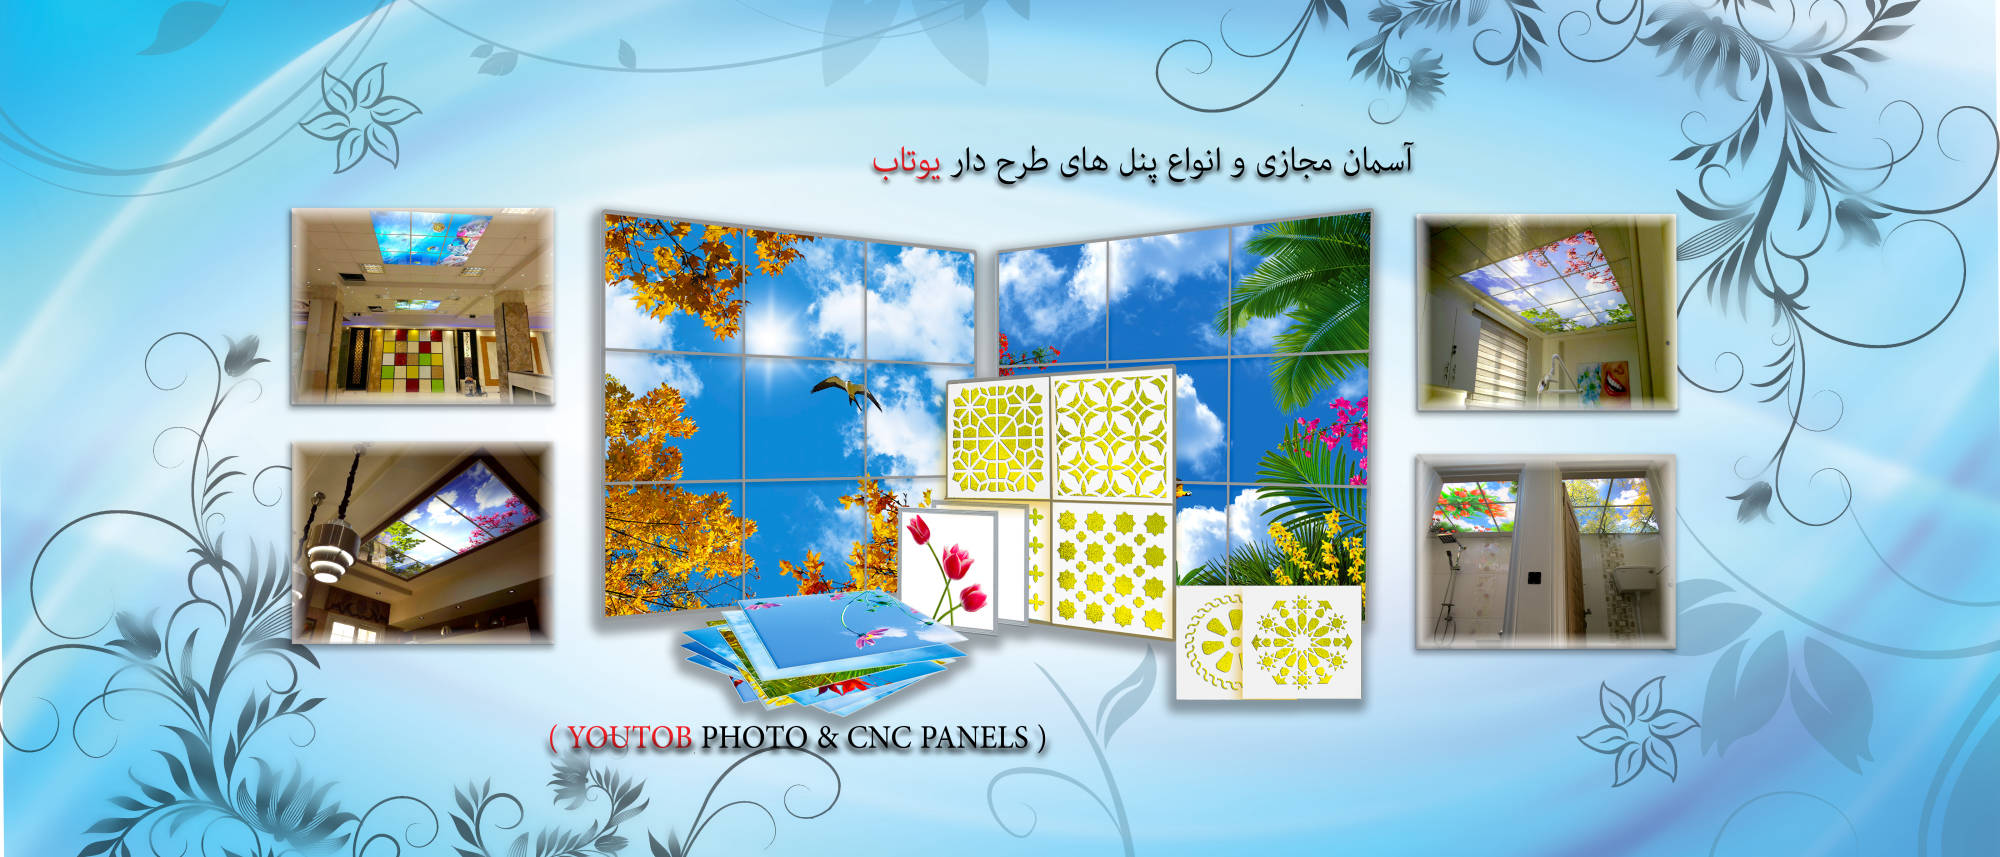 آسمان مجازی و انواع پنل های طرح دار یوتاب
( YOUTOB PHOTO & CNC PANELS )